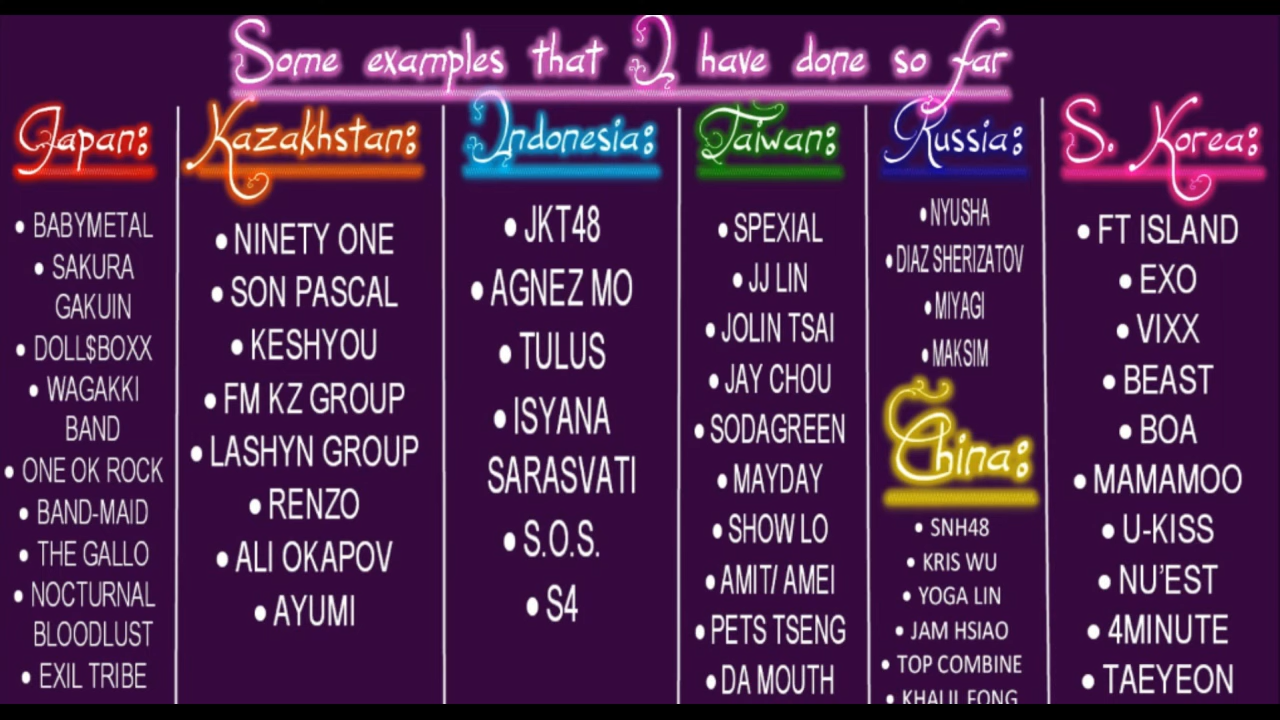 Some examples that I have done so far
Japan:
• BABYMETAL
• SAKURA
GAKUIN
• DOLL$BOXX
• WAGAKKI
BAND
• ONE OK ROCK
• BAND-MAID
• THE GALLO
• NOCTURNAL
BLOODLUST
• EXIL TRIBE
Kazakhstan:
• NINETY ONE
• SON PASCAL
• KESHYOU
• FM KZ GROUP
• LASHYN GROUP
• RENZO
• ALI OKAPOV
• AYUMI
Indonesia:
• JKT48
• AGNEZ MO
• TULUS
• ISYANA
SARASVATI
• S.O.S.
• S4
Taiwan:
• SPEXIAL
• JJ LIN
• JOLIN TSAI
• JAY CHOU
• SODAGREEN
• MAYDAY
• SHOW LO
• AMIT/ AMEI
• PETS TSENG
• DA MOUTH
Russia:
• NYUSHA
• DIAZ SHERIZATOV
• MIYAGI
• MAKSIM
China:
• SNH48
• KRIS WU
• YOGA LIN
• JAM HSIAO
• TOP COMBINE
• KHALIL FONG
S. Korea:
• FT ISLAND
• EXO
• VIXX
• BEAST
• BOA
• MAMAMOO
• U-KISS
• NU’EST
• 4MINUTE
• TAEYEON